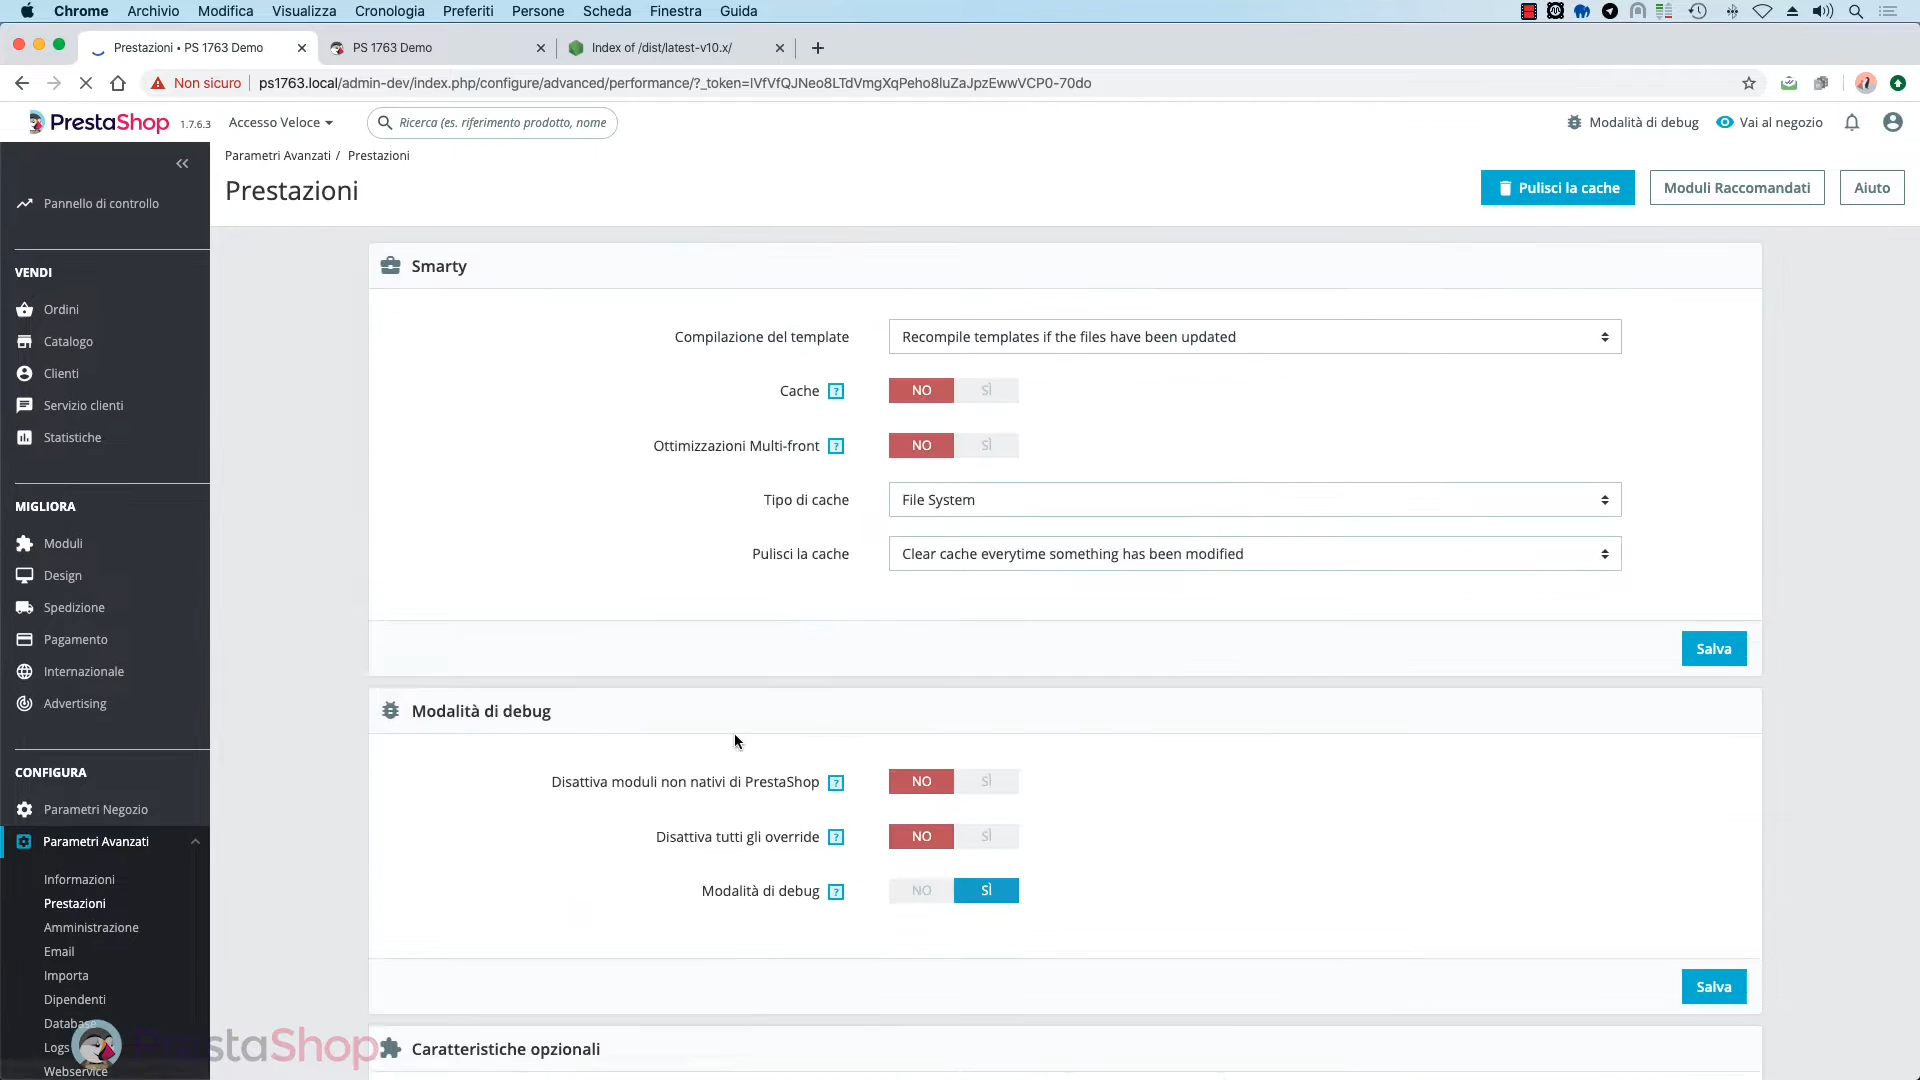 Chrome Archivio Modifica Visualizza Cronologia Preferiti Persone Scheda Finestra Guida
Prestazioni • PS 1763 Demo
PS 1763 Demo
Index of /dist/latest-v10.x/
Non sicuro
ps1763.local/admin-dev/index.php/configure/advanced/performance/?_token=lVfVfQJNeo8LTdVmgXqPeho8luZaJpzEwwVCP0-70do
PrestaShop 1.7.6.3
Accesso Veloce
Ricerca (es. riferimento prodotto, nome
Modalità di debug
Vai al negozio
Parametri Avanzati / Prestazioni
Prestazioni
Pulisci la cache
Moduli Raccomandati
Aiuto
Pannello di controllo
VENDI
Ordini
Catalogo
Clienti
Servizio clienti
Statistiche
MIGLIORA
Moduli
Design
Spedizione
Pagamento
Internazionale
Advertising
CONFIGURA
Parametri Negozio
Parametri Avanzati
Informazioni
Prestazioni
Amministrazione
Email
Importa
Dipendenti
Database
Logs
Webservice
Smarty
Compilazione del template
Recompile templates if the files have been updated
Cache ? NO SÌ
Ottimizzazioni Multi-front ? NO SÌ
Tipo di cache
File System
Pulisci la cache
Clear cache everytime something has been modified
Salva
Modalità di debug
Disattiva moduli non nativi di PrestaShop ? NO SÌ
Disattiva tutti gli override ? NO SÌ
Modalità di debug ? NO SÌ
Salva
Caratteristiche opzionali
PrestaShop